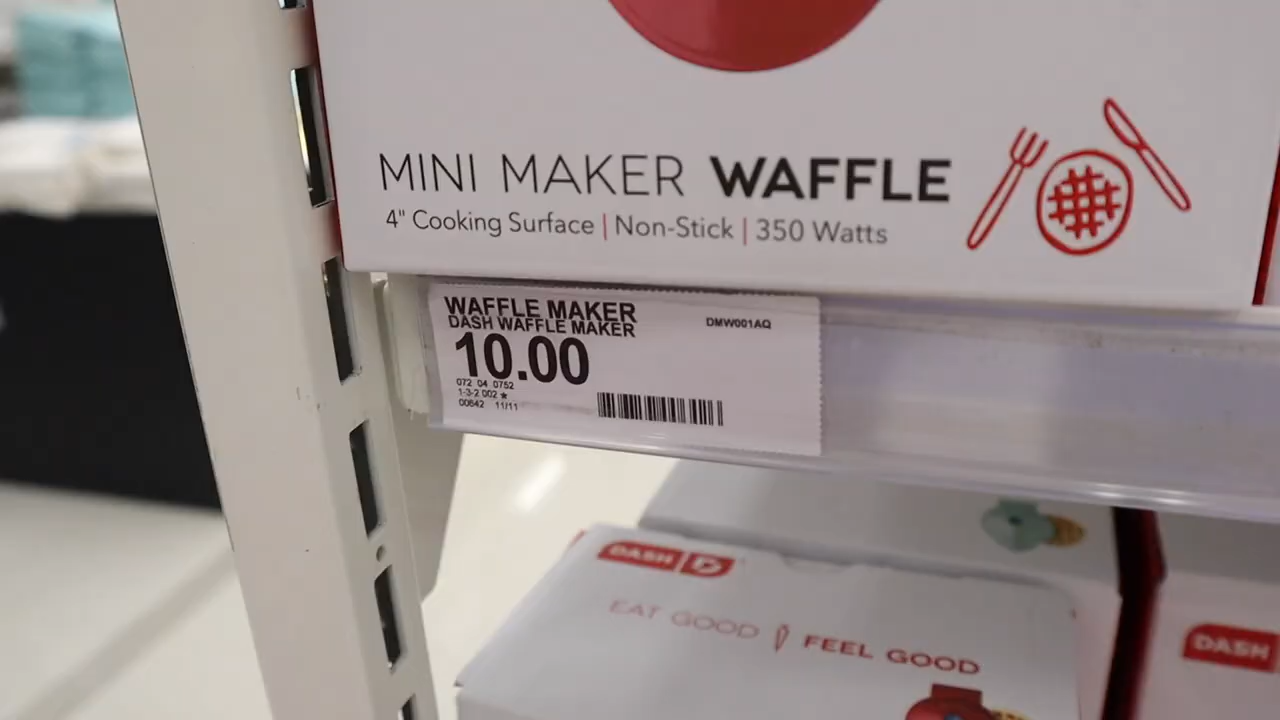 MINI MAKER WAFFLE
4" Cooking Surface | Non-Stick | 350 Watts
WAFFLE MAKER
DASH WAFFLE MAKER
DMW001AQ
10.00
072 04 0752
1-3-2 002 ★
00642 11/11
DASH D
EAT GOOD FEEL GOOD
DASH